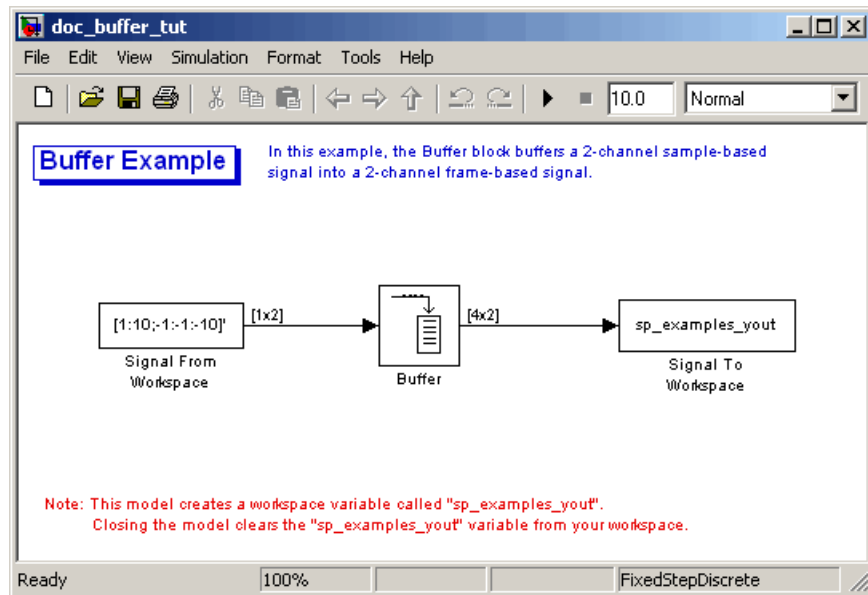 doc_buffer_tut
File Edit View Simulation Format Tools Help
10.0 Normal
Buffer Example
In this example, the Buffer block buffers a 2-channel sample-based
signal into a 2-channel frame-based signal.
[1:10;-1:-1:-10]'
[1x2]
[4x2]
sp_examples_yout
Signal From
Workspace
Buffer
Signal To
Workspace
Note: This model creates a workspace variable called "sp_examples_yout".
Closing the model clears the "sp_examples_yout" variable from your workspace.
Ready 100% FixedStepDiscrete